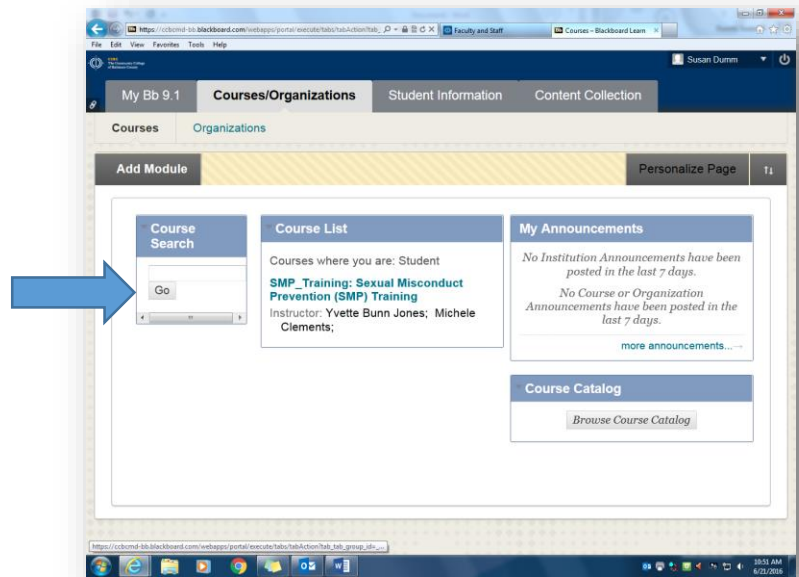 https://ccbcmd-bb.blackboard.com/webapps/portal/execute/tabs/tabAction?tab_
Faculty and Staff
Courses – Blackboard Learn
File Edit View Favorites Tools Help
Susan Dumm
My Bb 9.1 Courses/Organizations Student Information Content Collection
Courses Organizations
Add Module Personalize Page
Course Search
Go
Course List
Courses where you are: Student
SMP_Training: Sexual Misconduct
Prevention (SMP) Training
Instructor: Yvette Bunn Jones; Michele
Clements;
My Announcements
No Institution Announcements have been
posted in the last 7 days.
No Course or Organization
Announcements have been posted in the
last 7 days.
more announcements...→
Course Catalog
Browse Course Catalog
https://ccbcmd-bb.blackboard.com/webapps/portal/execute/tabs/tabAction?tab_tab_group_id=_...
10:51 AM
6/21/2016